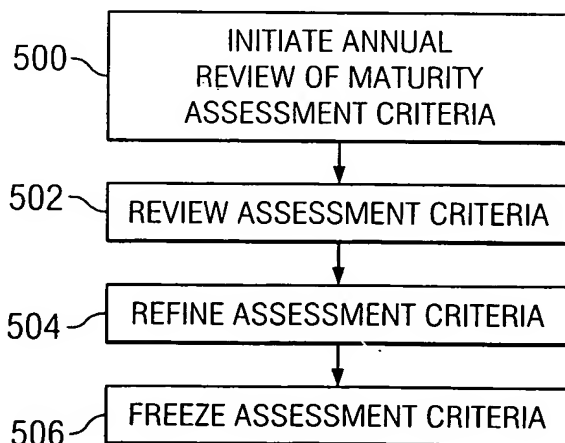 500
INITIATE ANNUAL
REVIEW OF MATURITY
ASSESSMENT CRITERIA
502
REVIEW ASSESSMENT CRITERIA
504
REFINE ASSESSMENT CRITERIA
506
FREEZE ASSESSMENT CRITERIA